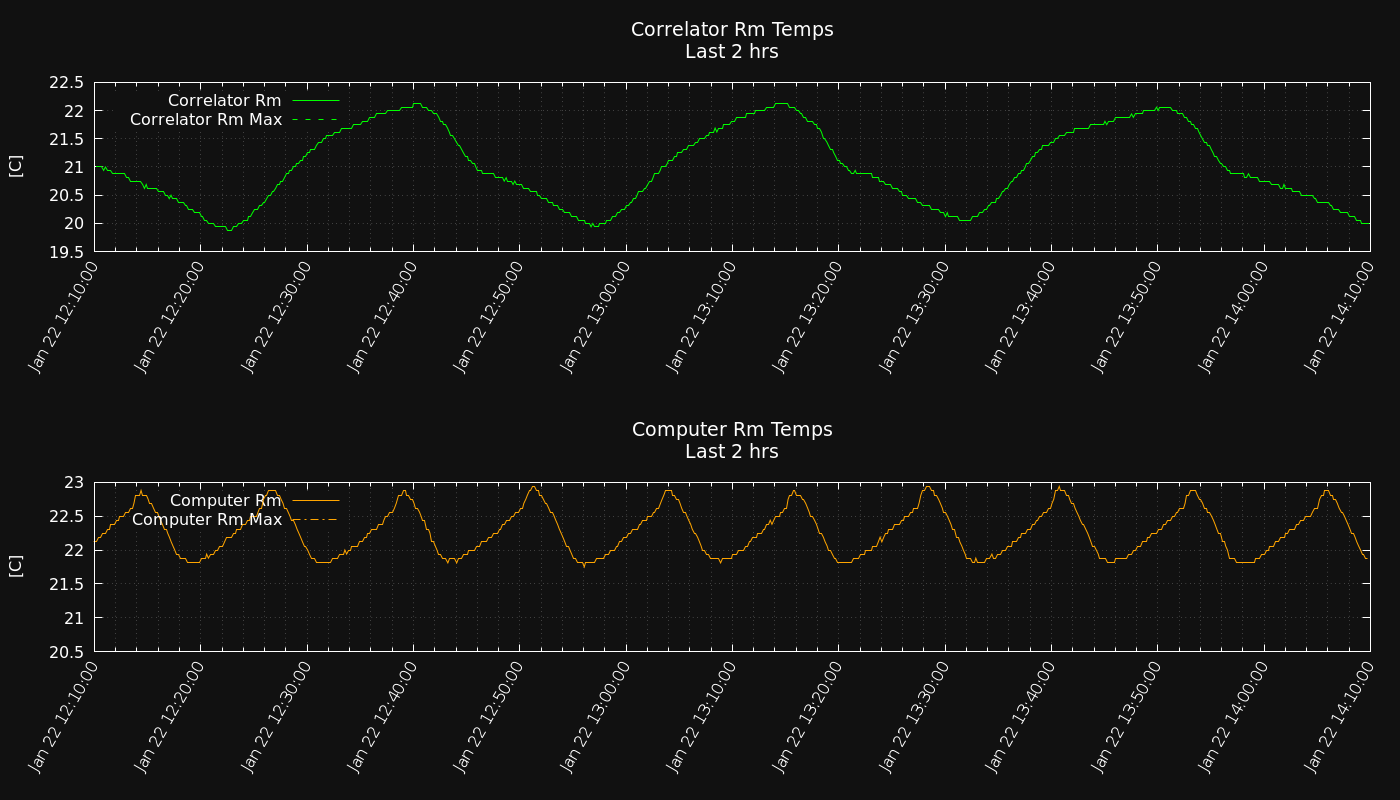 Correlator Rm Temps
Last 2 hrs
22.5
22
21.5
21
20.5
20
19.5
[C]
Correlator Rm
Correlator Rm Max
Jan 22 12:10:00
Jan 22 12:20:00
Jan 22 12:30:00
Jan 22 12:40:00
Jan 22 12:50:00
Jan 22 13:00:00
Jan 22 13:10:00
Jan 22 13:20:00
Jan 22 13:30:00
Jan 22 13:40:00
Jan 22 13:50:00
Jan 22 14:00:00
Jan 22 14:10:00
Computer Rm Temps
Last 2 hrs
23
22.5
22
21.5
21
20.5
[C]
Computer Rm
Computer Rm Max
Jan 22 12:10:00
Jan 22 12:20:00
Jan 22 12:30:00
Jan 22 12:40:00
Jan 22 12:50:00
Jan 22 13:00:00
Jan 22 13:10:00
Jan 22 13:20:00
Jan 22 13:30:00
Jan 22 13:40:00
Jan 22 13:50:00
Jan 22 14:00:00
Jan 22 14:10:00